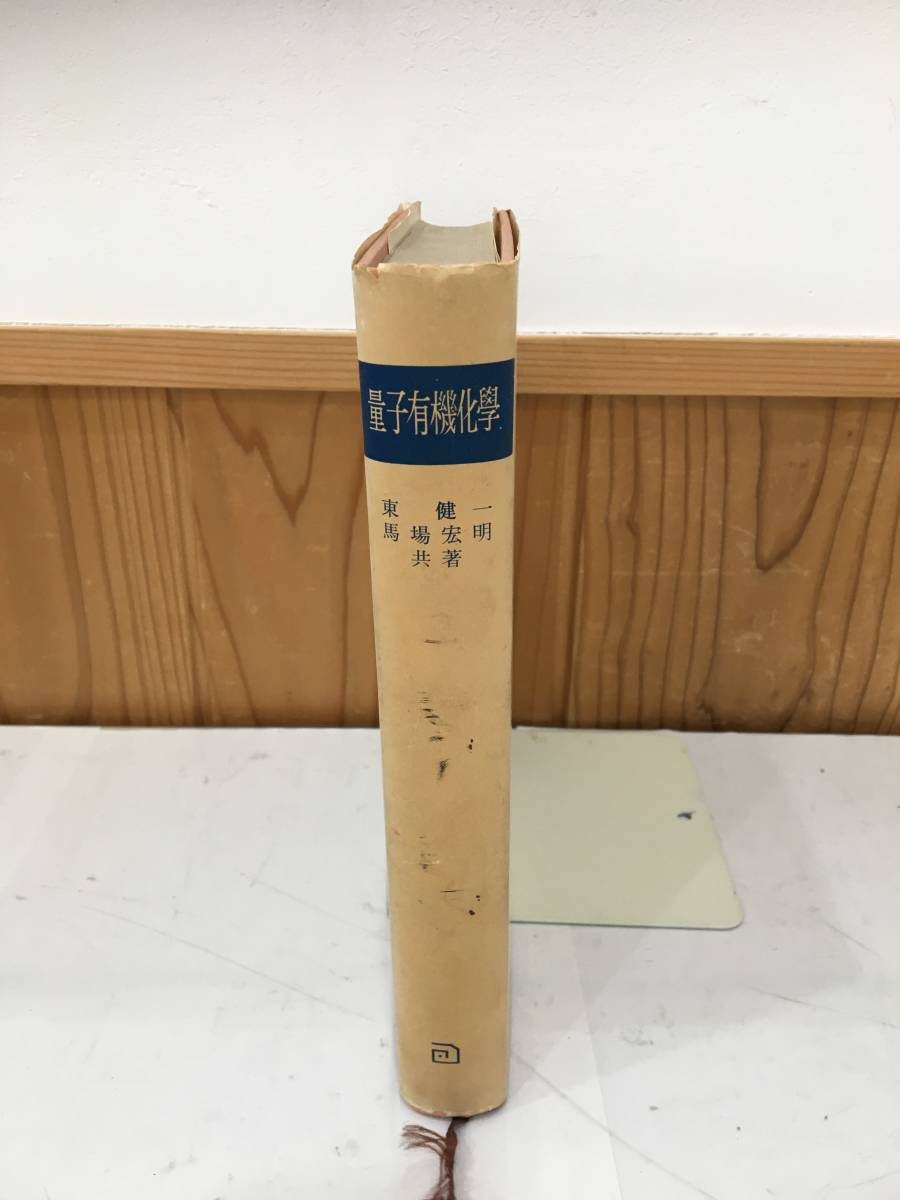 量子有機化學
東健一
馬場宏明
共著